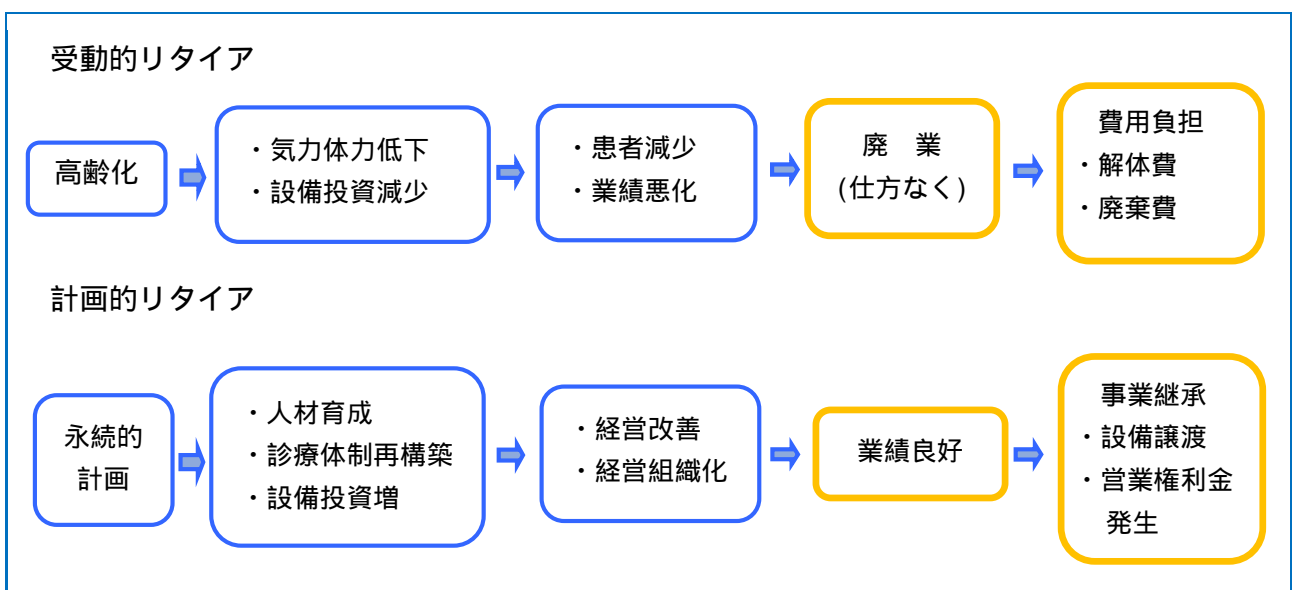 受動的リタイア
高齢化
・気力体力低下
・設備投資減少
・患者減少
・業績悪化
廃　業
(仕方なく)
費用負担
・解体費
・廃棄費
計画的リタイア
永続的
計画
・人材育成
・診療体制再構築
・設備投資増
・経営改善
・経営組織化
業績良好
事業継承
・設備譲渡
・営業権利金
発生